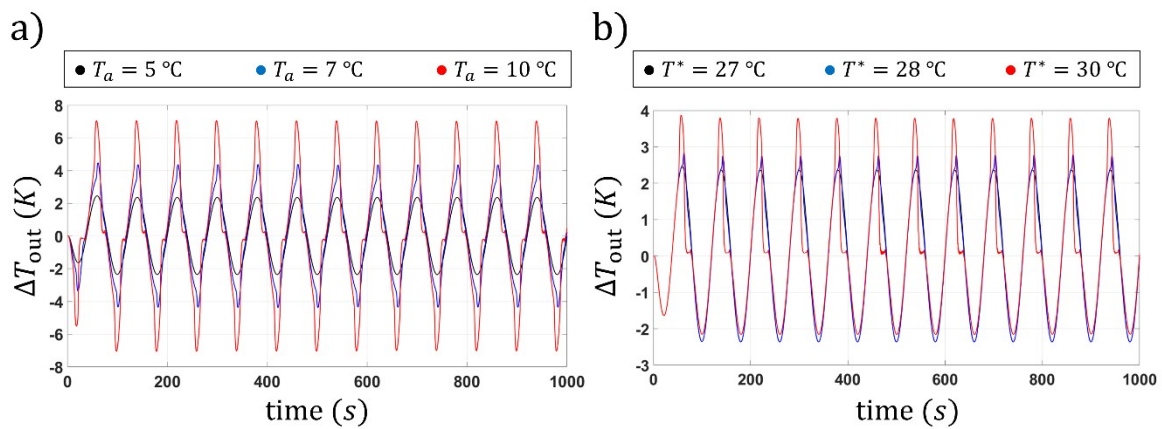 a)
● T_a = 5 ℃ ● T_a = 7 ℃ ● T_a = 10 ℃
8
6
4
2
0
-2
-4
-6
-8
ΔT_out (K)
0 200 400 600 800 1000
time (s)
b)
● T* = 27 ℃ ● T* = 28 ℃ ● T* = 30 ℃
4
3
2
1
0
-1
-2
-3
ΔT_out (K)
0 200 400 600 800 1000
time (s)